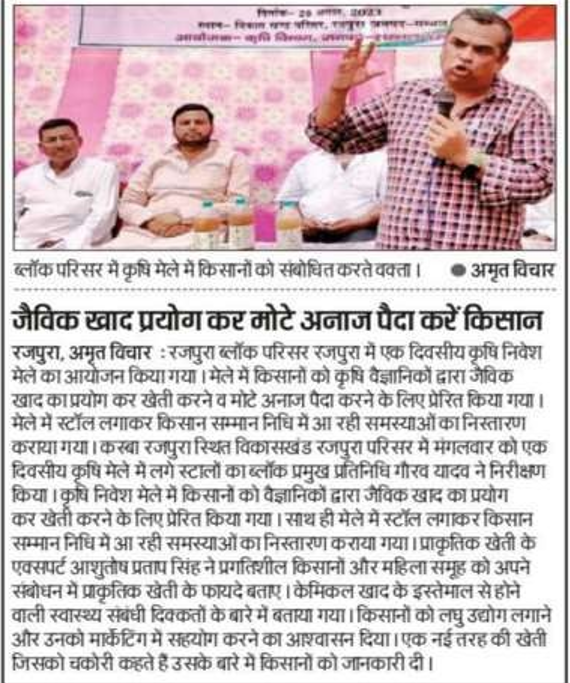 दिनांक- 29 अगस्त, 2023
स्थान- विकास खण्ड परिसर, रजपुरा जनपद-सम्भल
आयोजक- कृषि विभाग,
ब्लॉक परिसर में कृषि मेले में किसानों को संबोधित करते वक्ता। ● अमृत विचार
जैविक खाद प्रयोग कर मोटे अनाज पैदा करें किसान
रजपुरा, अमृत विचार : रजपुरा ब्लॉक परिसर रजपुरा में एक दिवसीय कृषि निवेश
मेले का आयोजन किया गया। मेले में किसानों को कृषि वैज्ञानिकों द्वारा जैविक
खाद का प्रयोग कर खेती करने व मोटे अनाज पैदा करने के लिए प्रेरित किया गया।
मेले में स्टॉल लगाकर किसान सम्मान निधि में आ रही समस्याओं का निस्तारण
कराया गया। कस्बा रजपुरा स्थित विकासखंड रजपुरा परिसर में मंगलवार को एक
दिवसीय कृषि मेले में लगे स्टालों का ब्लॉक प्रमुख प्रतिनिधि गौरव यादव ने निरीक्षण
किया। कृषि निवेश मेले में किसानों को वैज्ञानिकों द्वारा जैविक खाद का प्रयोग
कर खेती करने के लिए प्रेरित किया गया। साथ ही मेले में स्टॉल लगाकर किसान
सम्मान निधि में आ रही समस्याओं का निस्तारण कराया गया। प्राकृतिक खेती के
एक्सपर्ट आशुतोष प्रताप सिंह ने प्रगतिशील किसानों और महिला समूह को अपने
संबोधन में प्राकृतिक खेती के फायदे बताए। केमिकल खाद के इस्तेमाल से होने
वाली स्वास्थ्य संबंधी दिक्कतों के बारे में बताया गया। किसानों को लघु उद्योग लगाने
और उनको मार्केटिंग में सहयोग करने का आश्वासन दिया। एक नई तरह की खेती
जिसको चकोरी कहते हैं उसके बारे में किसानों को जानकारी दी।